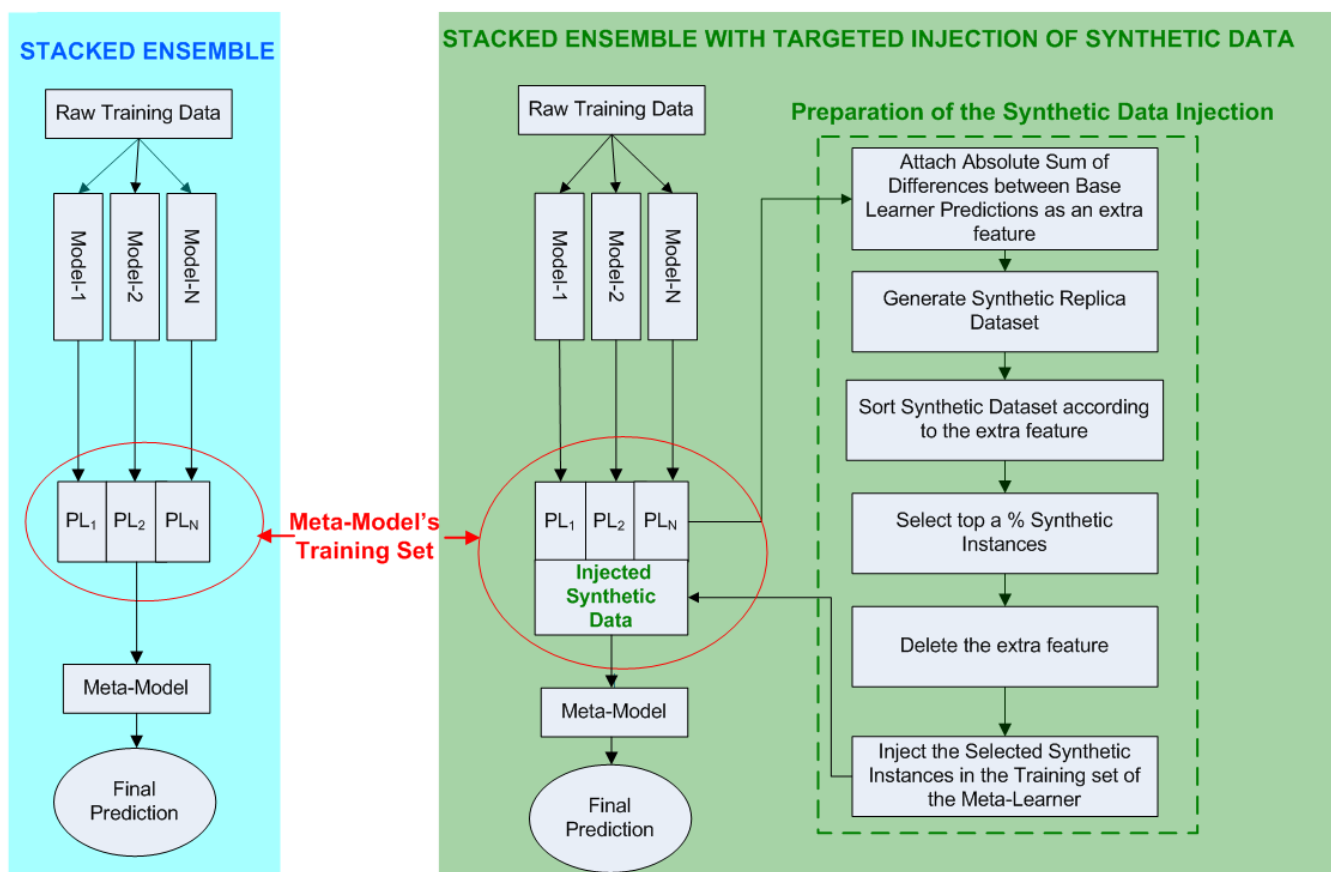 STACKED ENSEMBLE
Raw Training Data
Model-1
Model-2
Model-N
PL1
PL2
PLN
Meta-Model
Final
Prediction
Meta-Model's
Training Set
STACKED ENSEMBLE WITH TARGETED INJECTION OF SYNTHETIC DATA
Raw Training Data
Model-1
Model-2
Model-N
PL1
PL2
PLN
Injected
Synthetic
Data
Meta-Model
Final
Prediction
Preparation of the Synthetic Data Injection
Attach Absolute Sum of
Differences between Base
Learner Predictions as an extra
feature
Generate Synthetic Replica
Dataset
Sort Synthetic Dataset according
to the extra feature
Select top a % Synthetic
Instances
Delete the extra feature
Inject the Selected Synthetic
Instances in the Training set of
the Meta-Learner